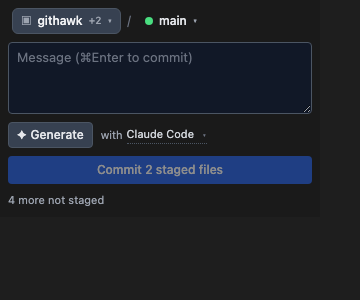 githawk +2 / main
Message (⌘Enter to commit)
Generate with Claude Code
Commit 2 staged files
4 more not staged